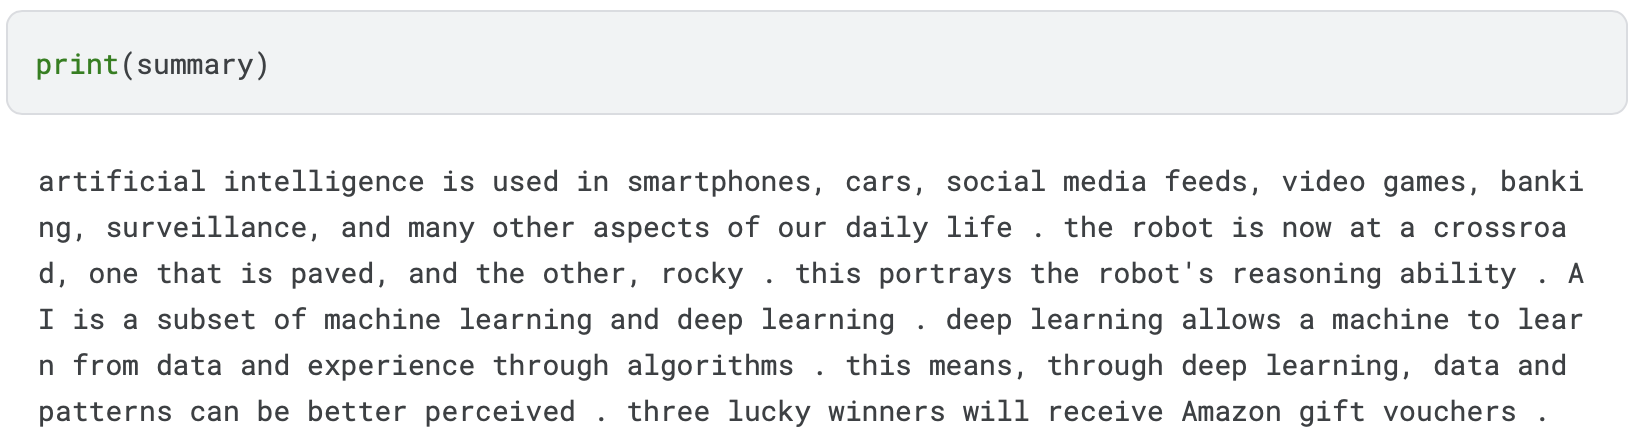 print(summary)
artificial intelligence is used in smartphones, cars, social media feeds, video games, banki
ng, surveillance, and many other aspects of our daily life . the robot is now at a crossroa
d, one that is paved, and the other, rocky . this portrays the robot's reasoning ability . A
I is a subset of machine learning and deep learning . deep learning allows a machine to lear
n from data and experience through algorithms . this means, through deep learning, data and
patterns can be better perceived . three lucky winners will receive Amazon gift vouchers .